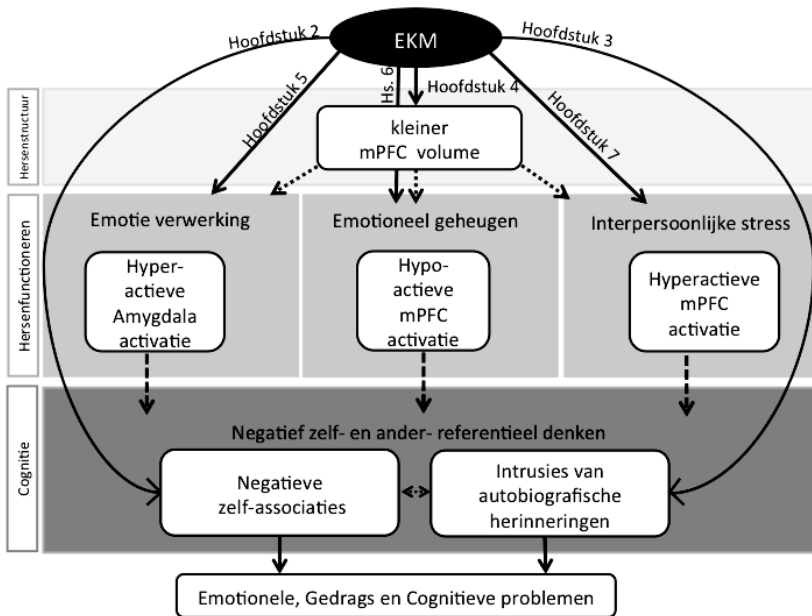 Hoofdstuk 2
EKM
Hoofdstuk 3
Hoofdstuk 5
Hs. 6
Hoofdstuk 4
Hoofdstuk 7
Hersenstructuur
kleiner
mPFC volume
Hersenfunctioneren
Emotie verwerking
Emotioneel geheugen
Interpersoonlijke stress
Hyper-
actieve
Amygdala
activatie
Hypo-
actieve
mPFC
activatie
Hyperactieve
mPFC
activatie
Cognitie
Negatief zelf- en ander- referentieel denken
Negatieve
zelf-associaties
Intrusies van
autobiografische
herinneringen
Emotionele, Gedrags en Cognitieve problemen